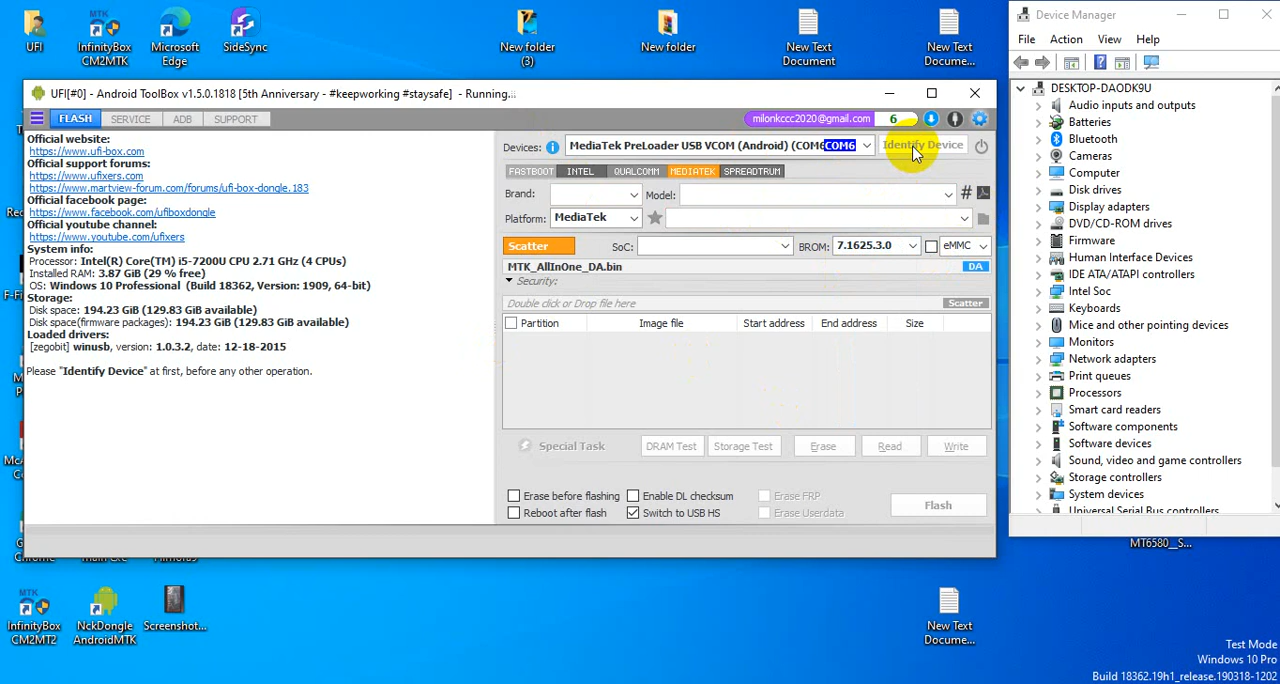 UFI
InfinityBox
CM2MTK
Microsoft
Edge
SideSync
New folder
(3)
New folder
New Text
Document
New Text
Docume...
UFI[#0] - Android ToolBox v1.5.0.1818 [5th Anniversary - #keepworking #staysafe] - Running...
FLASH
SERVICE
ADB
SUPPORT
milonkccc2020@gmail.com
6
Official website:
https://www.ufi-box.com
Official support forums:
https://www.ufixers.com
https://www.martview-forum.com/forums/ufi-box-dongle.183
Official facebook page:
https://www.facebook.com/ufiboxdongle
Official youtube channel:
https://www.youtube.com/ufixers
System info:
Processor: Intel(R) Core(TM) i5-7200U CPU 2.71 GHz (4 CPUs)
Installed RAM: 3.87 GiB (29 % free)
OS: Windows 10 Professional (Build 18362, Version: 1909, 64-bit)
Storage:
Disk space: 194.23 GiB (129.83 GiB available)
Disk space(firmware packages): 194.23 GiB (129.83 GiB available)
Loaded drivers:
[zegobit] winusb, version: 1.0.3.2, date: 12-18-2015
Please "Identify Device" at first, before any other operation.
Devices:
MediaTek PreLoader USB VCOM (Android) (COM6
COM6
Identify Device
FASTBOOT
INTEL
QUALCOMM
MEDIATEK
SPREADTRUM
Brand:
Model:
#
Platform:
MediaTek
Scatter
SoC:
BROM:
7.1625.3.0
eMMC
MTK_AllInOne_DA.bin
DA
Security:
Double click or Drop file here
Scatter
Partition
Image file
Start address
End address
Size
Special Task
DRAM Test
Storage Test
Erase
Read
Write
Erase before flashing
Enable DL checksum
Erase FRP
Reboot after flash
Switch to USB HS
Erase Userdata
Flash
Device Manager
File
Action
View
Help
DESKTOP-DAODK9U
Audio inputs and outputs
Batteries
Bluetooth
Cameras
Computer
Disk drives
Display adapters
DVD/CD-ROM drives
Firmware
Human Interface Devices
IDE ATA/ATAPI controllers
Intel Soc
Keyboards
Mice and other pointing devices
Monitors
Network adapters
Print queues
Processors
Smart card readers
Software components
Software devices
Sound, video and game controllers
Storage controllers
System devices
Universal Serial Bus controllers
MT6580__S...
MTK
InfinityBox
CM2MT2
NckDongle
AndroidMTK
Screenshot...
New Text
Docume...
Test Mode
Windows 10 Pro
Build 18362.19h1_release.190318-1202